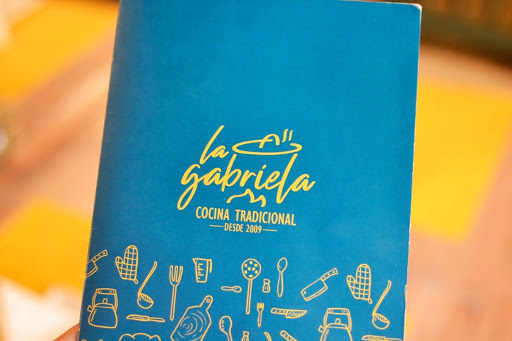 la
gabriela
COCINA TRADICIONAL
DESDE 2009